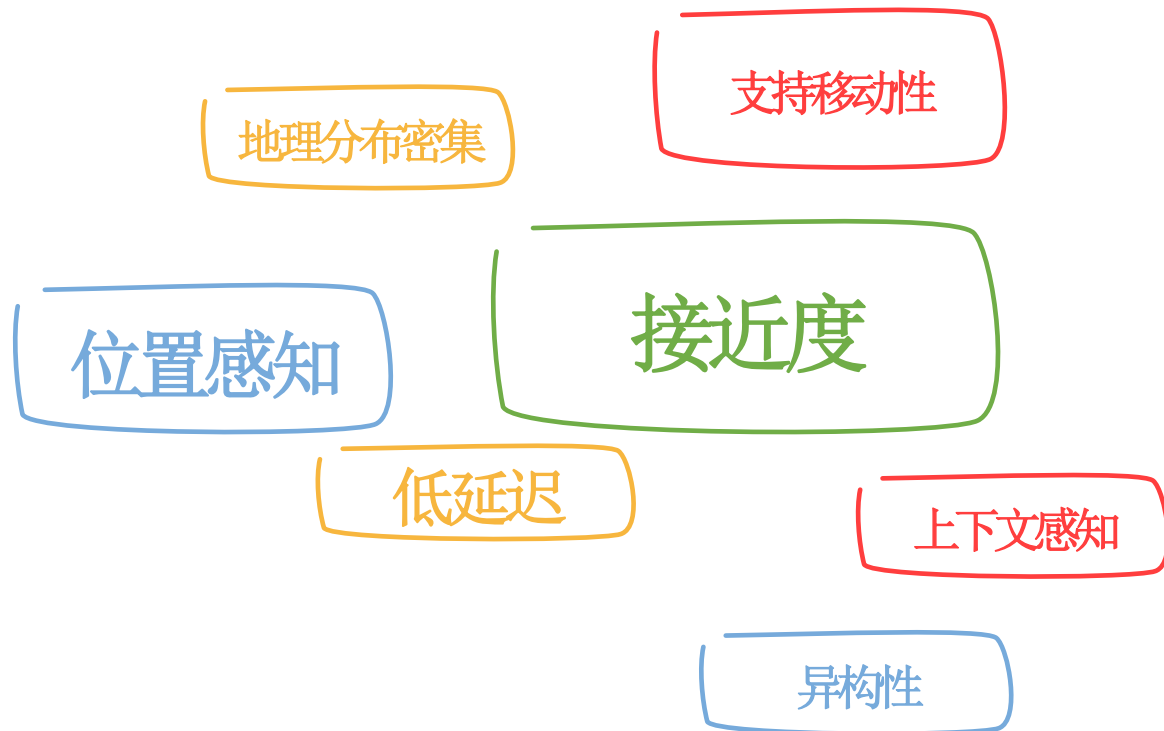 支持移动性
地理分布密集
接近度
位置感知
低延迟
上下文感知
异构性